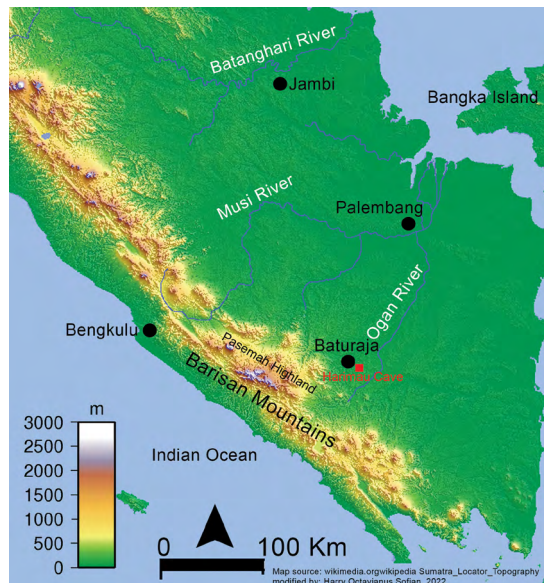 Batanghari River
Jambi
Bangka Island
Musi River
Palembang
Ogan River
Bengkulu
Baturaja
Harimau Cave
Pasemah Highland
Barisan Mountains
m
3000
2500
2000
1500
1000
500
0
Indian Ocean
0 100 Km
Map source: wikimedia.orgwikipedia Sumatra_Locator_Topography
modified by: Harry Octavianus Sofian, 2022